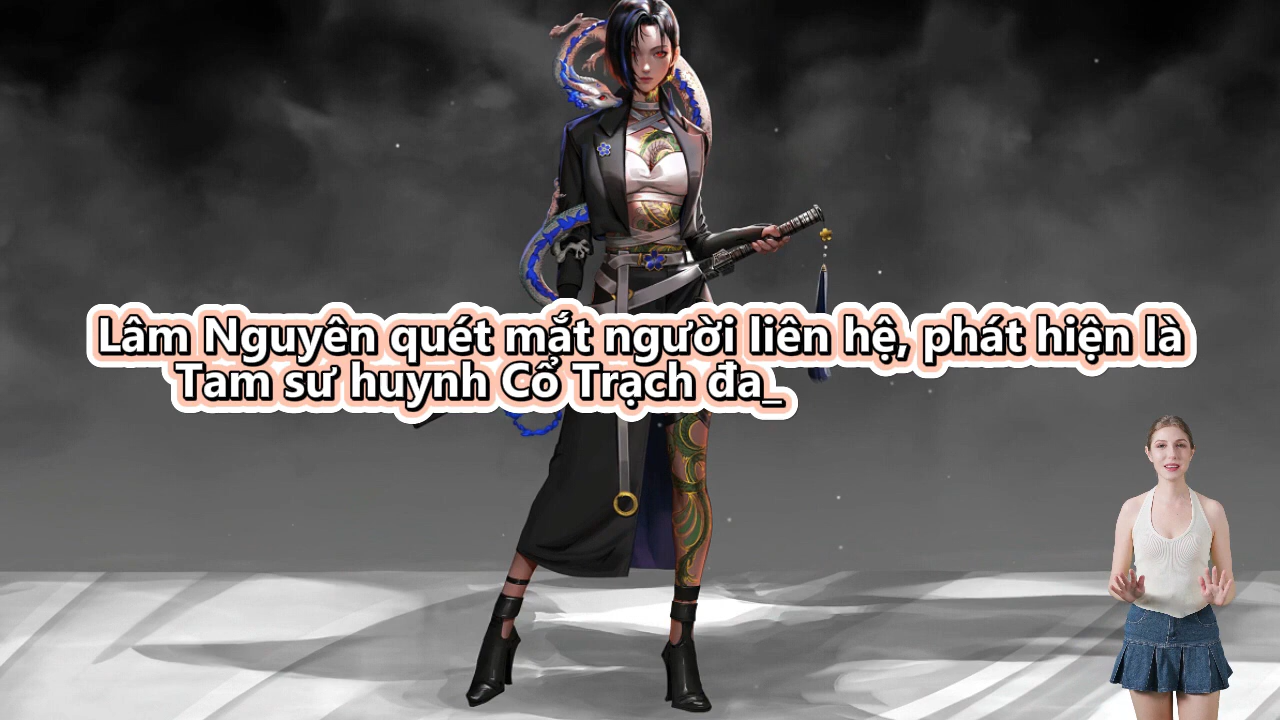 Lâm Nguyên quét mắt người liên hệ, phát hiện là
Tam sư huynh Cổ Trạch đa_